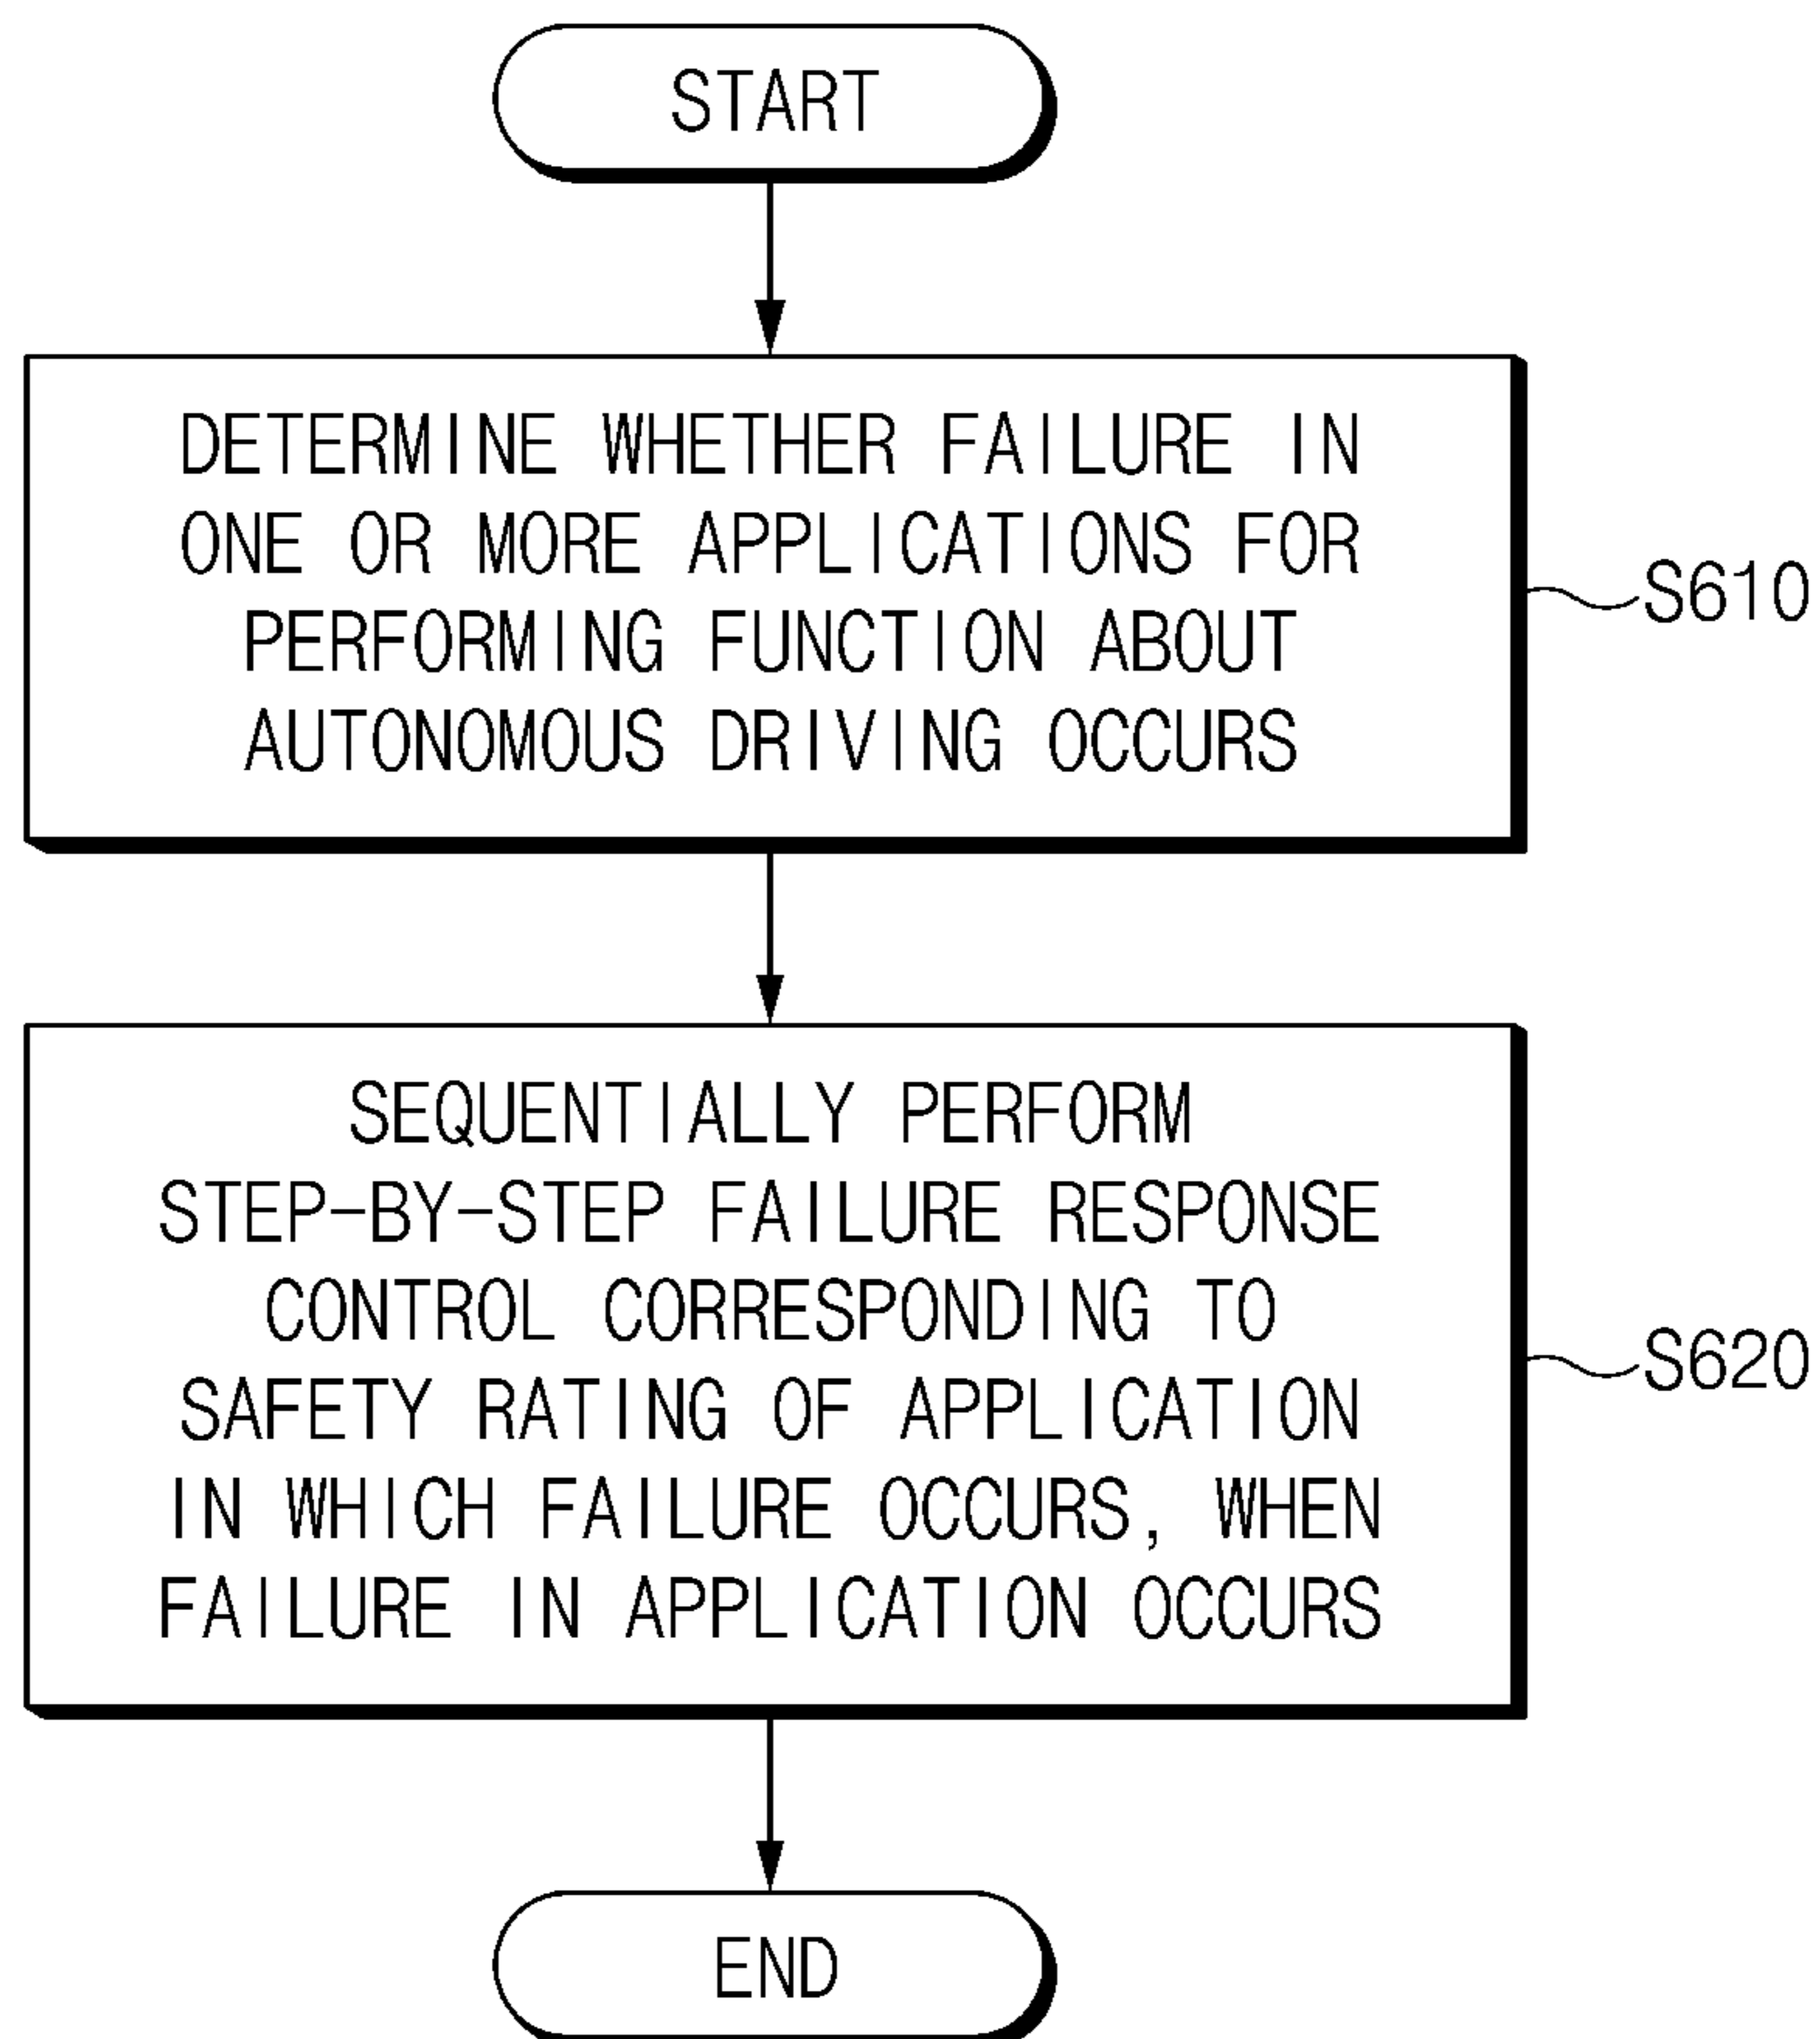 START
DETERMINE WHETHER FAILURE IN
ONE OR MORE APPLICATIONS FOR
PERFORMING FUNCTION ABOUT
AUTONOMOUS DRIVING OCCURS
S610
SEQUENTIALLY PERFORM
STEP-BY-STEP FAILURE RESPONSE
CONTROL CORRESPONDING TO
SAFETY RATING OF APPLICATION
IN WHICH FAILURE OCCURS, WHEN
FAILURE IN APPLICATION OCCURS
S620
END